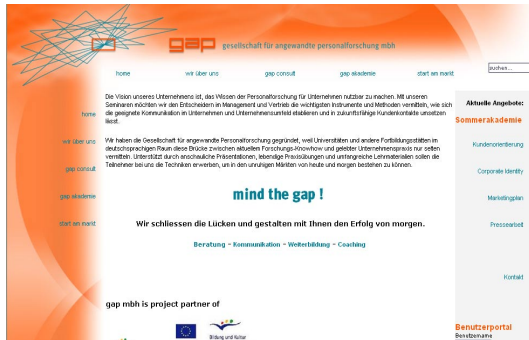 gap gesellschaft für angewandte personalforschung mbh
home wir über uns gap consult gap akademie start am markt suchen...
Die Vision unseres Unternehmens ist, das Wissen der Personalforschung für Unternehmen nutzbar zu machen. Mit unseren
Seminaren möchten wir den Entscheidern im Management und Vertrieb die wichtigsten Instrumente und Methoden vermitteln, wie sich
die geeignete Kommunikation im Unternehmen und Unternehmensumfeld etablieren und in zukunftsfähige Kundenkontakte umsetzen
lässt.
Wir haben die Gesellschaft für angewandte Personalforschung gegründet, weil Universitäten und andere Fortbildungsstätten im
deutschsprachigen Raum diese Brücke zwischen aktuellem Forschungs-Knowhow und gelebter Unternehmenspraxis nur selten
vermitteln. Unterstützt durch anschauliche Präsentationen, lebendige Praxisübungen und umfangreiche Lehrmaterialien sollen die
Teilnehmer bei uns die Techniken erwerben, um in den unruhigen Märkten von heute und morgen bestehen zu können.
mind the gap !
Wir schliessen die Lücken und gestalten mit Ihnen den Erfolg von morgen.
Beratung - Kommunikation - Weiterbildung - Coaching
gap mbh is project partner of
Bildung und Kultur
home
wir über uns
gap consult
gap akademie
start am markt
Aktuelle Angebote:
Sommerakademie
Kundenorientierung
Corporate Identity
Marketingplan
Pressearbeit
Kontakt
Benutzerportal
Benutzername